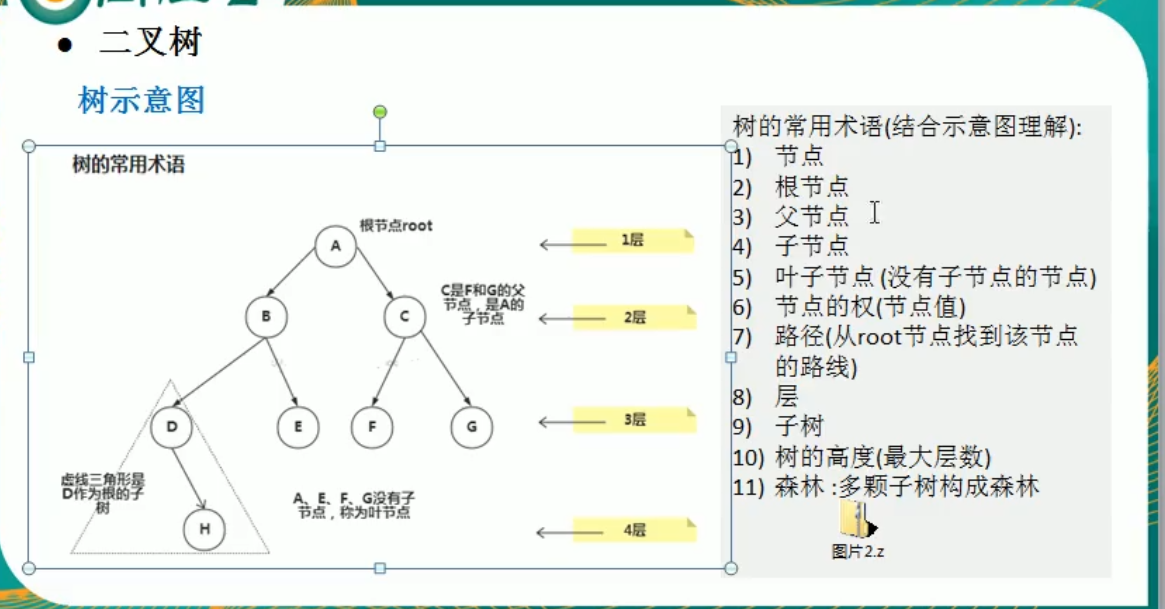 ● 二叉树
树示意图
树的常用术语
根节点root
A
1层
C是F和G的父
节点，是A的
子节点
B
C
2层
D
E
F
G
3层
虚线三角形是
D作为根的子
树
A、E、F、G没有子
节点，称为叶节点
H
4层
树的常用术语(结合示意图理解):
1) 节点
2) 根节点
3) 父节点
4) 子节点
5) 叶子节点 (没有子节点的节点)
6) 节点的权(节点值)
7) 路径(从root节点找到该节点
的路线)
8) 层
9) 子树
10) 树的高度(最大层数)
11) 森林 :多颗子树构成森林
图片2.z